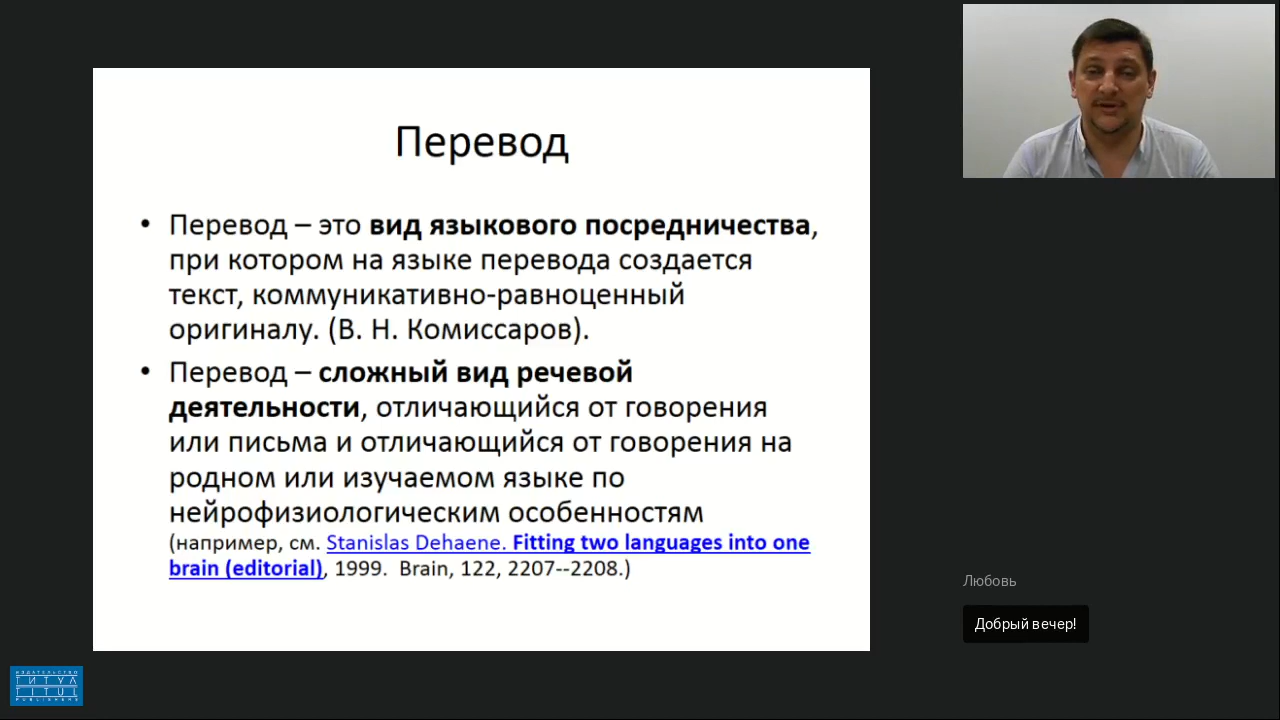 Перевод
• Перевод – это вид языкового посредничества,
при котором на языке перевода создается
текст, коммуникативно-равноценный
оригиналу. (В. Н. Комиссаров).
• Перевод – сложный вид речевой
деятельности, отличающийся от говорения
или письма и отличающийся от говорения на
родном или изучаемом языке по
нейрофизиологическим особенностям
(например, см. Stanislas Dehaene. Fitting two languages into one
brain (editorial), 1999.  Brain, 122, 2207--2208.)
Любовь
Добрый вечер!
ИЗДАТЕЛЬСТВО
ТИТУЛ
TITUL
PUBLISHERS